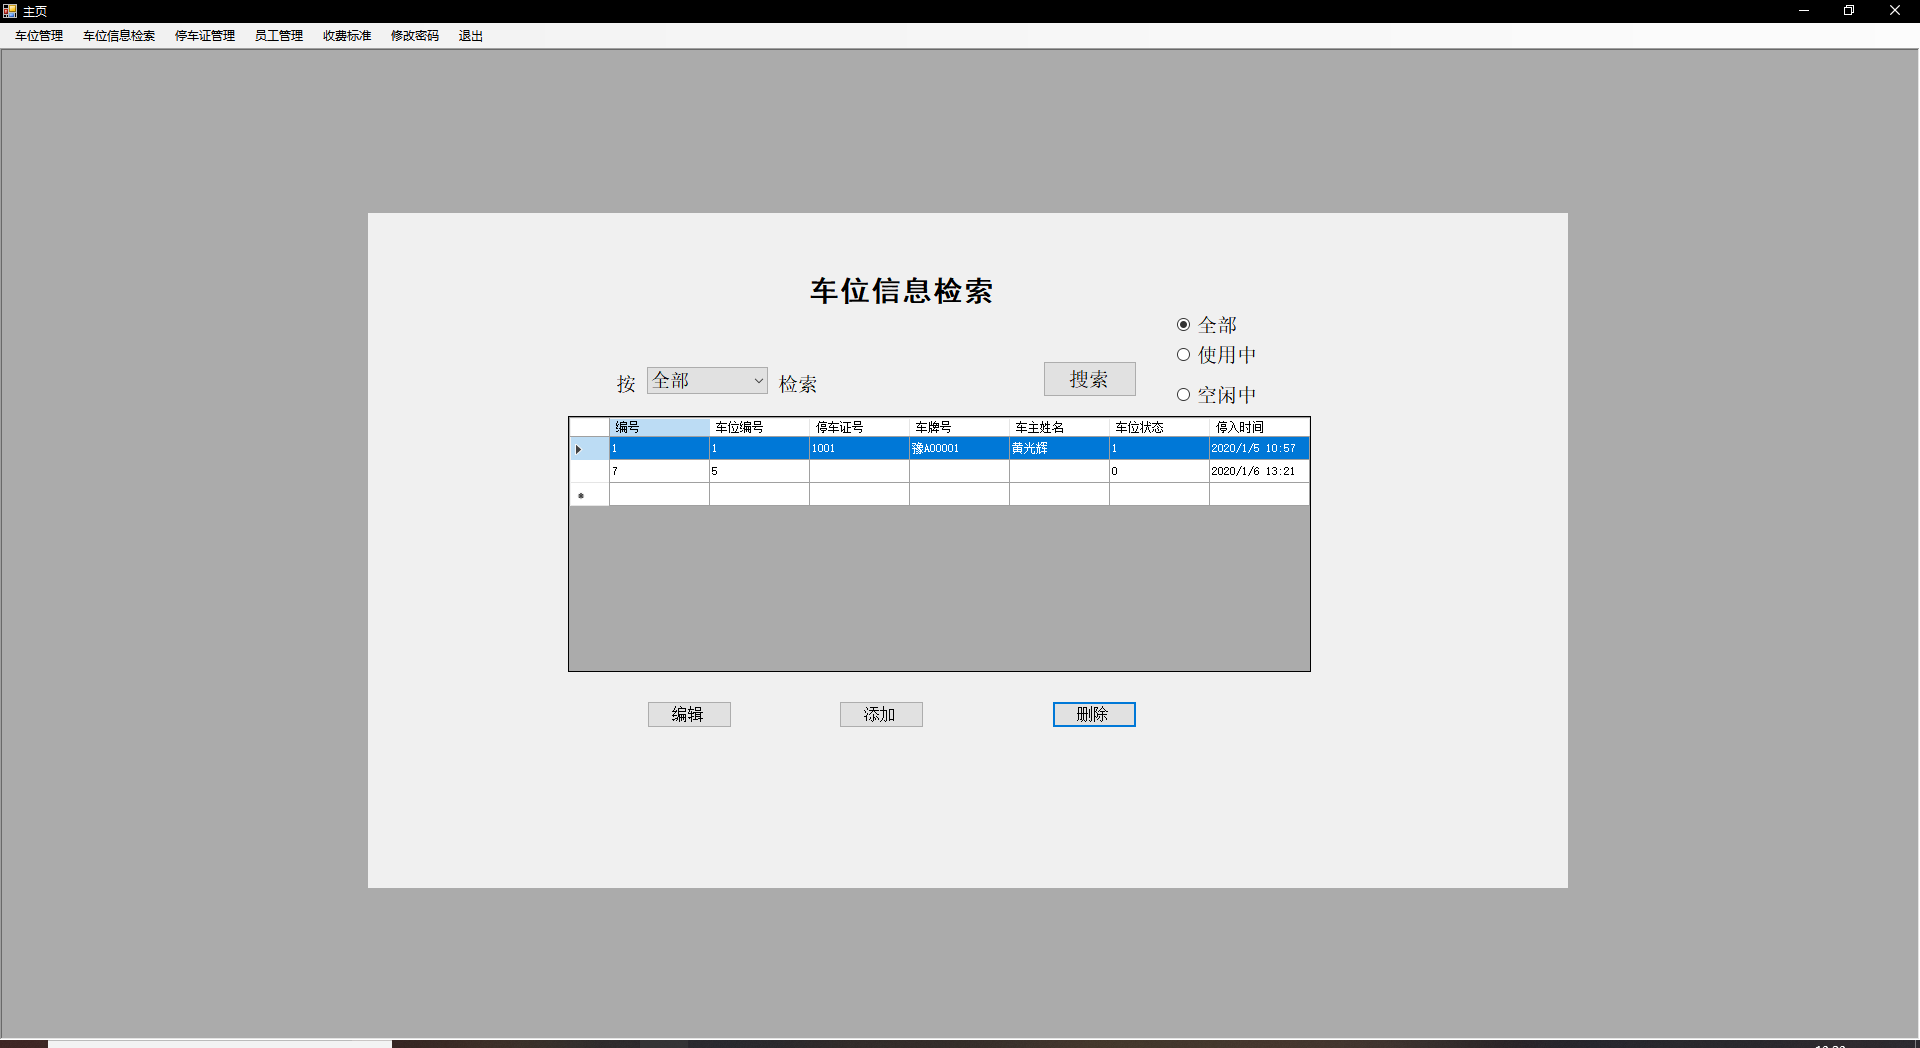 主页
车位管理 车位信息检索 停车证管理 员工管理 收费标准 修改密码 退出
车位信息检索
全部
使用中
按 全部 检索 搜索
空闲中
编号 车位编号 停车证号 车牌号 车主姓名 车位状态 停入时间
1 1 1001 豫A00001 黄光辉 1 2020/1/5 10:57
7 5 0 2020/1/6 13:21
编辑 添加 删除